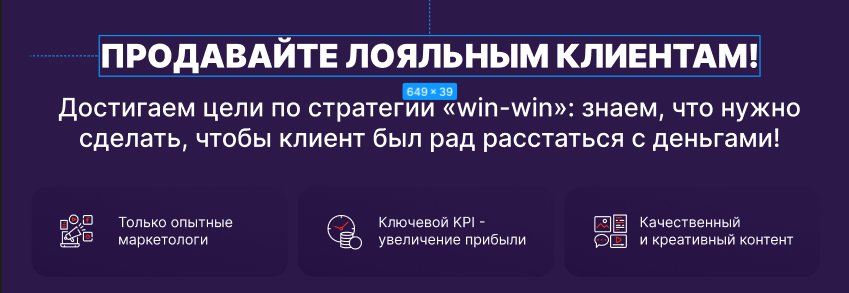 ПРОДАВАЙТЕ ЛОЯЛЬНЫМ КЛИЕНТАМ!
649 × 39
Достигаем цели по стратегии «win-win»: знаем, что нужно
сделать, чтобы клиент был рад расстаться с деньгами!
Только опытные
маркетологи
Ключевой KPI -
увеличение прибыли
Качественный
и креативный контент